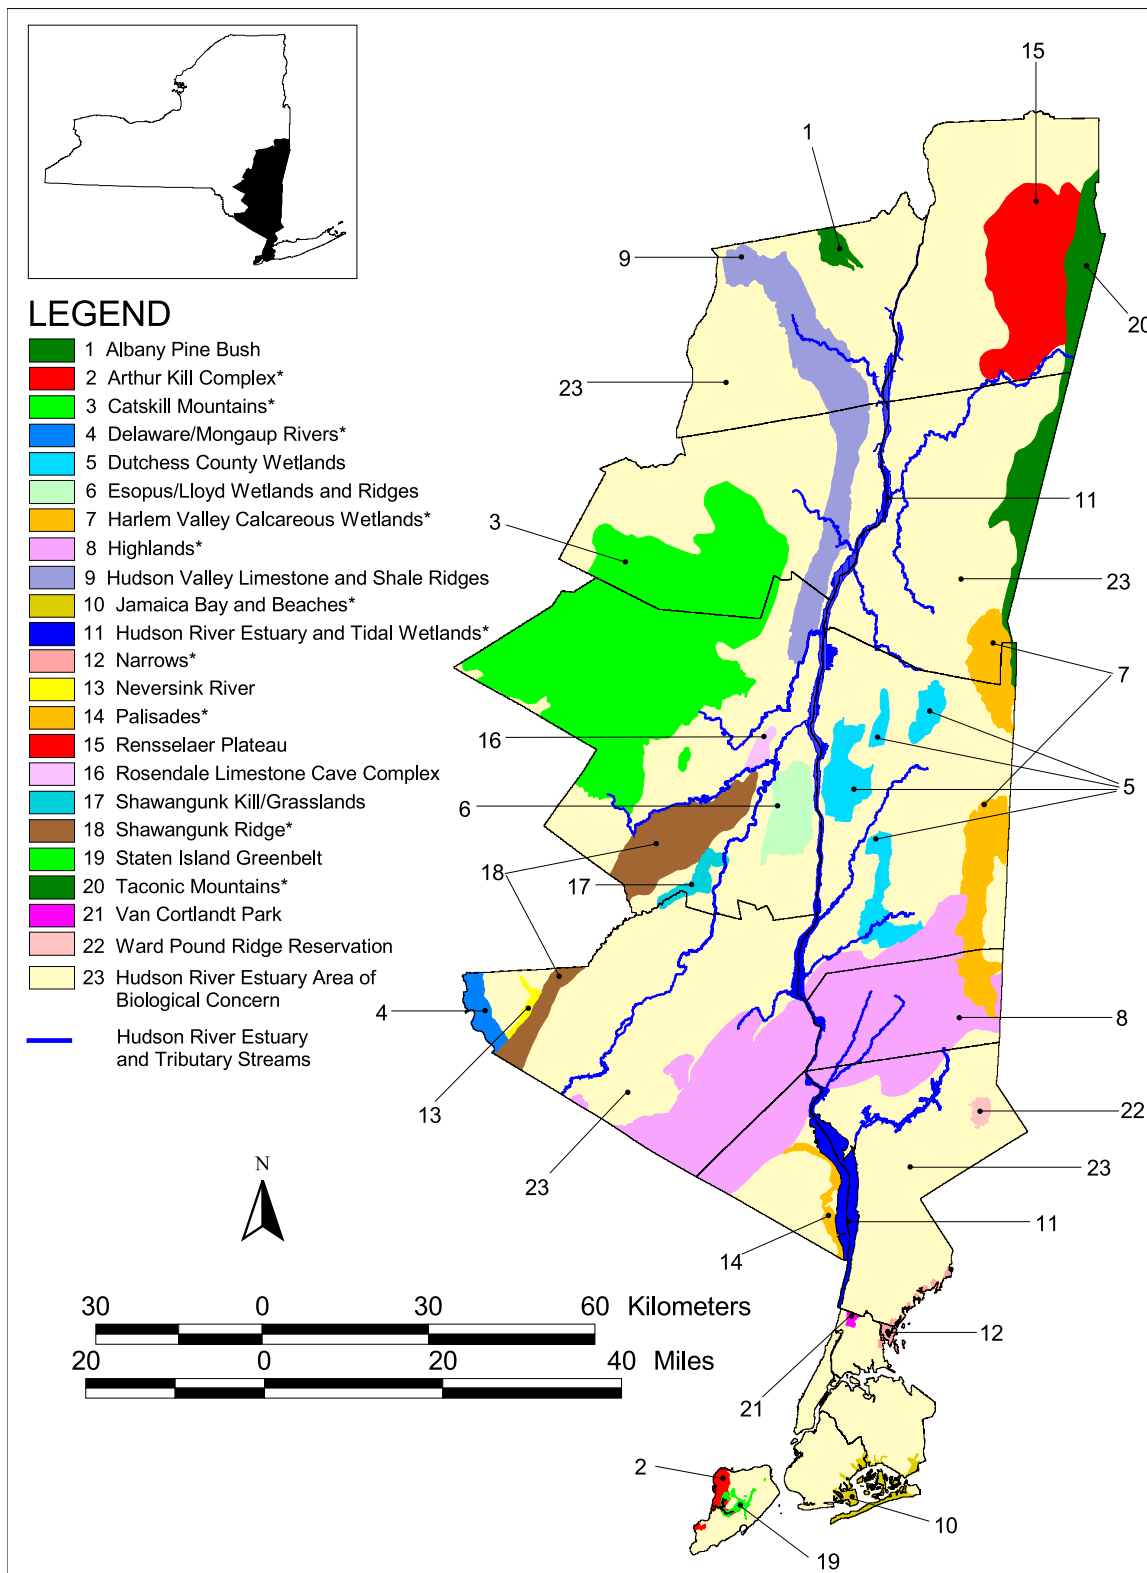 15
1
9
20
23
LEGEND
1 Albany Pine Bush
2 Arthur Kill Complex*
3 Catskill Mountains*
4 Delaware/Mongaup Rivers*
5 Dutchess County Wetlands
6 Esopus/Lloyd Wetlands and Ridges
7 Harlem Valley Calcareous Wetlands*
8 Highlands*
9 Hudson Valley Limestone and Shale Ridges
10 Jamaica Bay and Beaches*
11 Hudson River Estuary and Tidal Wetlands*
12 Narrows*
13 Neversink River
14 Palisades*
15 Rensselaer Plateau
16 Rosendale Limestone Cave Complex
17 Shawangunk Kill/Grasslands
18 Shawangunk Ridge*
19 Staten Island Greenbelt
20 Taconic Mountains*
21 Van Cortlandt Park
22 Ward Pound Ridge Reservation
23 Hudson River Estuary Area of
Biological Concern
Hudson River Estuary
and Tributary Streams
11
3
23
7
16
5
6
18
17
4
8
13
22
23
23
11
14
N
30 0 30 60 Kilometers
20 0 20 40 Miles
12
21
2
10
19